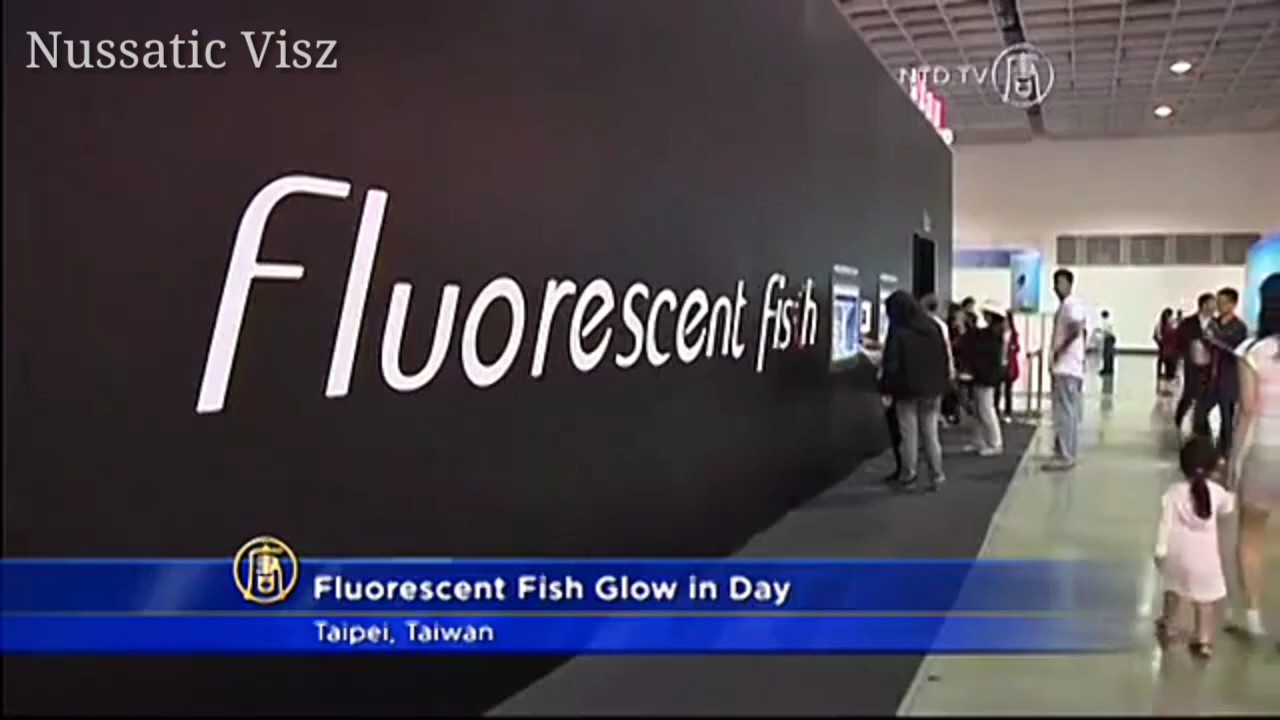 Nussatic Visz
NTD TV
Fluorescent fish
Fluorescent Fish Glow in Day
Taipei, Taiwan